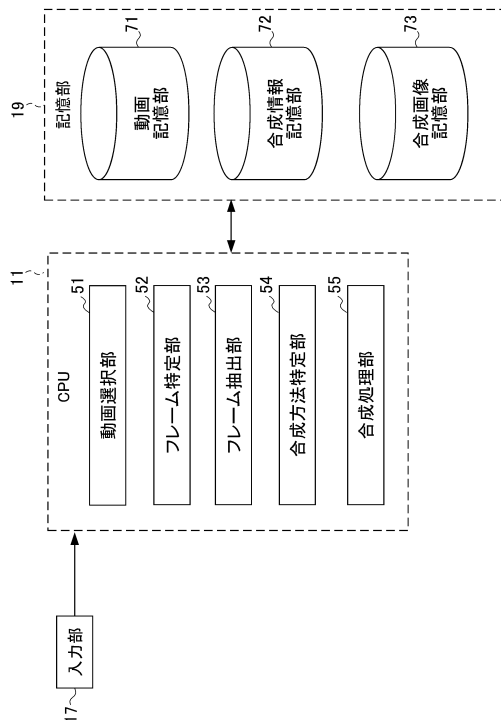 17
入力部
11
CPU
51
動画選択部
52
フレーム特定部
53
フレーム抽出部
54
合成方法特定部
55
合成処理部
19
記憶部
71
動画
記憶部
72
合成情報
記憶部
73
合成画像
記憶部